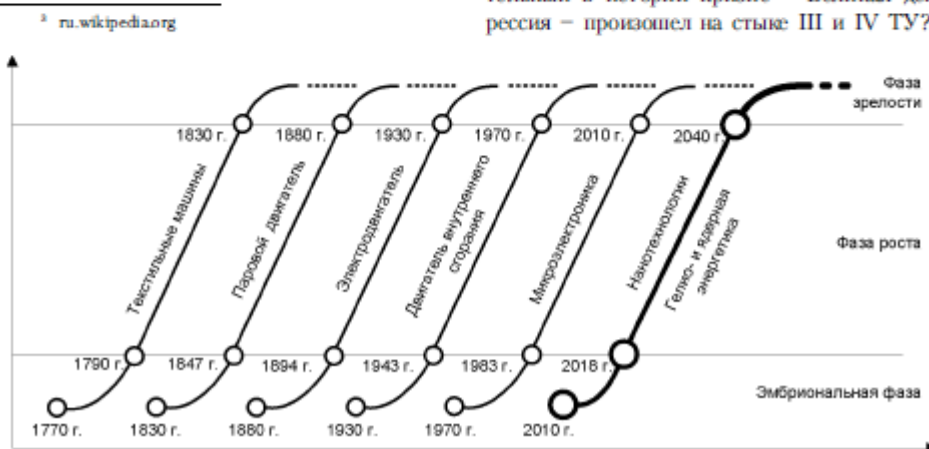 ³ ru.wikipedia.org
рессия – произошел на стыке III и IV ТУ?
Фаза
зрелости
1830 г.
1880 г.
1930 г.
1970 г.
2010 г.
2040 г.
Текстильные машины
Паровой двигатель
Электродвигатель
Двигатель внутреннего
сгорания
Микроэлектроника
Нанотехнологии
Гелио- и ядерная
энергетика
Фаза роста
1790 г.
1847 г.
1894 г.
1943 г.
1983 г.
2018 г.
Эмбриональная фаза
1770 г.
1830 г.
1880 г.
1930 г.
1970 г.
2010 г.